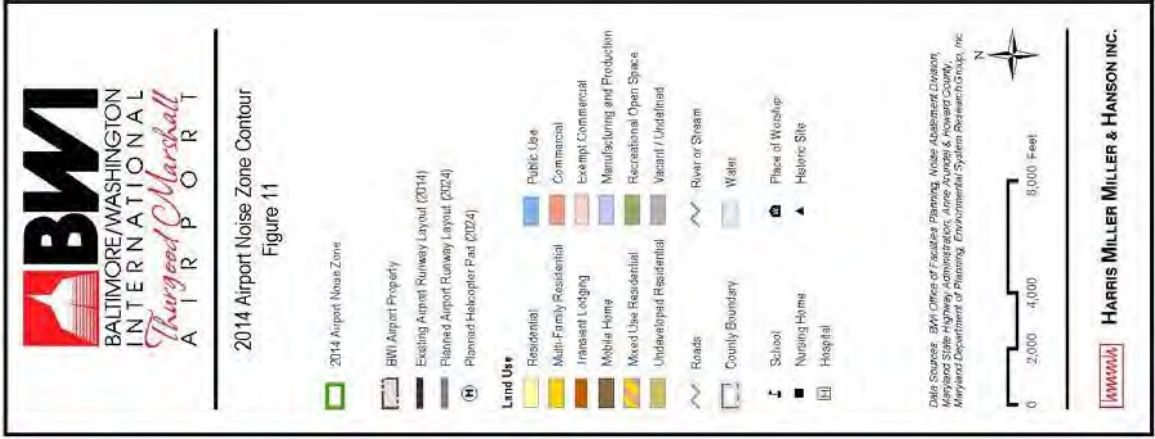 BWI
BALTIMORE/WASHINGTON
INTERNATIONAL
Thurgood Marshall
AIRPORT
2014 Airport Noise Zone Contour
Figure 11
2014 Airport Noise Zone
BWI Airport Property
Existing Airport Runway Layout (2014)
Planned Airport Runway Layout (2024)
H Planned Helicopter Pad (2024)
Land Use
Residential
Multi-Family Residential
Transient Lodging
Mobile Home
Mixed Use Residential
Undeveloped Residential
Public Use
Commercial
Exempt Commercial
Manufacturing and Production
Recreational Open Space
Vacant / Undefined
Roads
River or Stream
County Boundary
Water
School
Place of Worship
Nursing Home
Historic Site
H Hospital
Data Sources: BWI Office of Facilities Planning, Noise Abatement Division,
Maryland State Highway Administration, Anne Arundel & Howard County,
Maryland Department of Planning, Environmental System Research Group, Inc
N
0 2,000 4,000 8,000 Feet
HARRIS MILLER MILLER & HANSON INC.